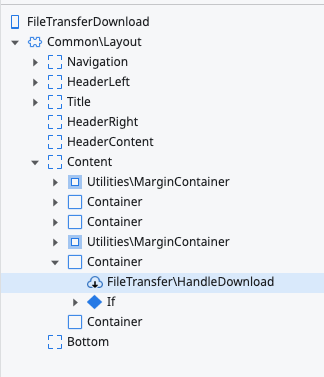 FileTransferDownload
Common\Layout
Navigation
HeaderLeft
Title
HeaderRight
HeaderContent
Content
Utilities\MarginContainer
Container
Container
Utilities\MarginContainer
Container
FileTransfer\HandleDownload
If
Container
Bottom